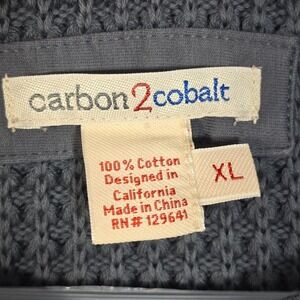 carbon2cobalt
100% Cotton
Designed in
California
Made in China
RN# 129641
XL